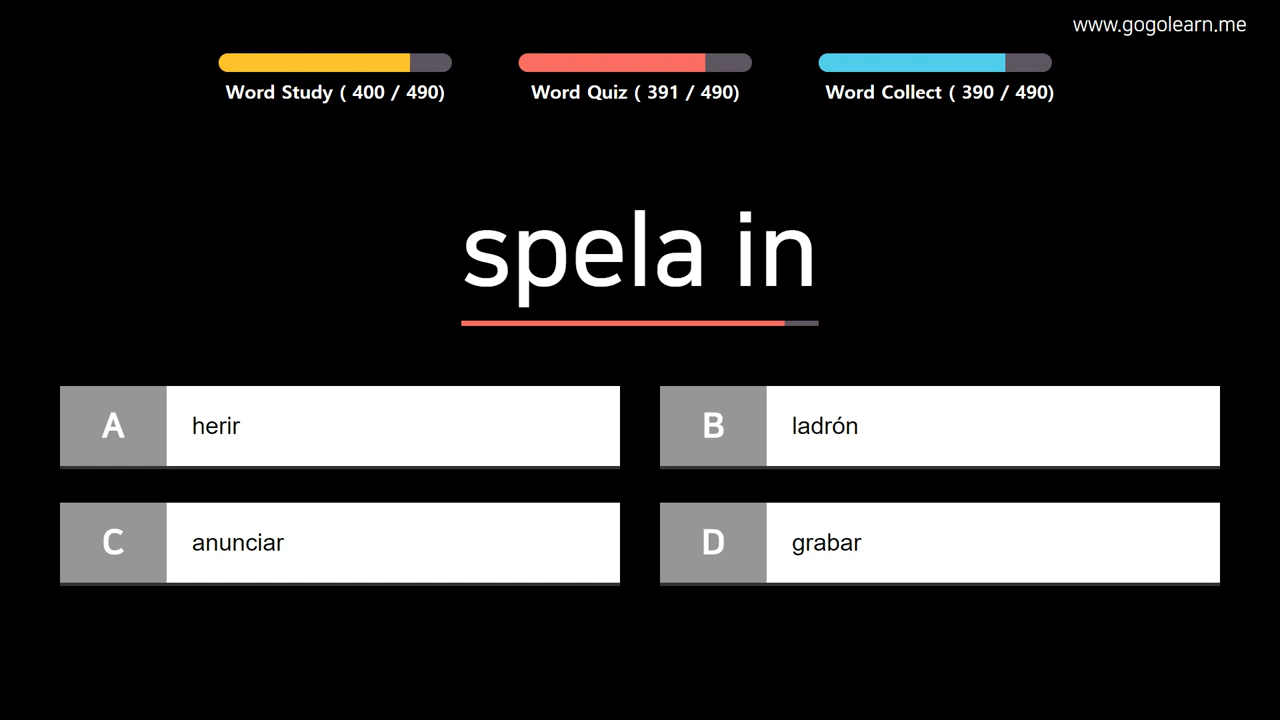 www.gogolearn.me
Word Study ( 400 / 490)
Word Quiz ( 391 / 490)
Word Collect ( 390 / 490)
spela in
A herir
B ladrón
C anunciar
D grabar